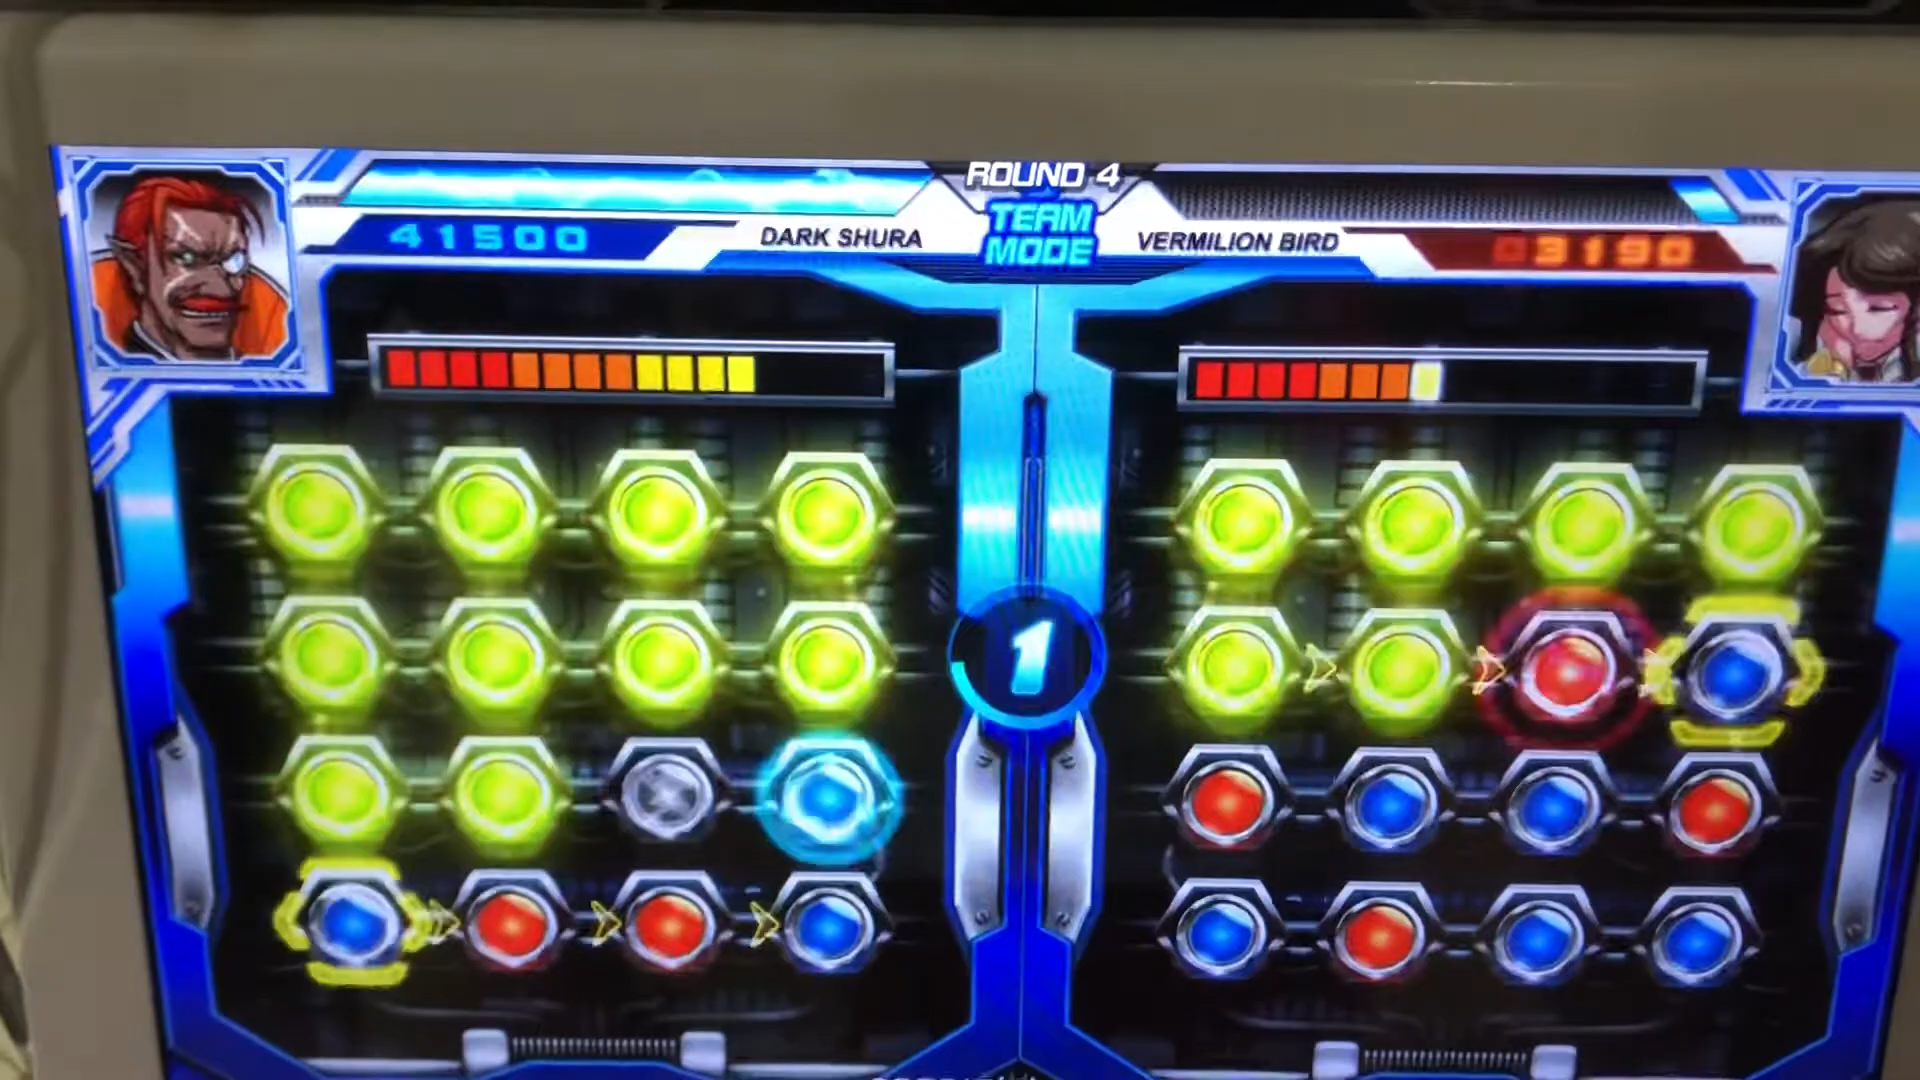 ROUND 4
TEAM
MODE
41500
DARK SHURA
VERMILION BIRD
03190
1